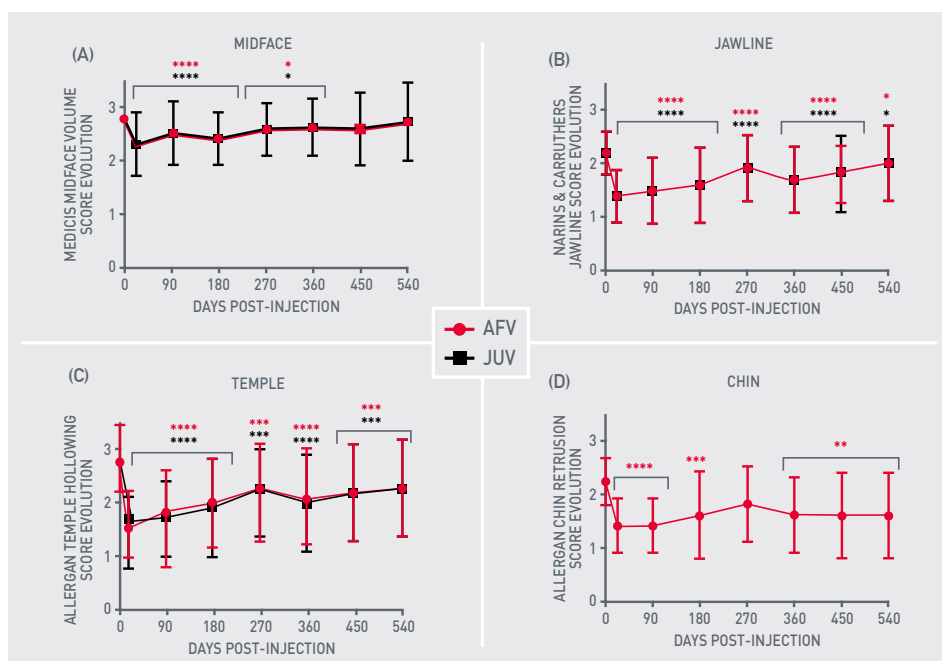 (A)
MIDFACE
****
****
*
*
MEDICIS MIDFACE VOLUME
SCORE EVOLUTION
3
2
1
0
0 90 180 270 360 450 540
DAYS POST-INJECTION
(B)
JAWLINE
****
****
****
****
****
****
*
*
NARINS & CARRUTHERS
JAWLINE SCORE EVOLUTION
3
2
1
0
0 90 180 270 360 450 540
DAYS POST-INJECTION
AFV
JUV
(C)
TEMPLE
****
****
***
***
****
****
***
***
ALLERGAN TEMPLE HOLLOWING
SCORE EVOLUTION
3
2
1
0
0 90 180 270 360 450 540
DAYS POST-INJECTION
(D)
CHIN
****
***
**
ALLERGAN CHIN RETRUSION
SCORE EVOLUTION
3
2
1
0
0 90 180 270 360 450 540
DAYS POST-INJECTION